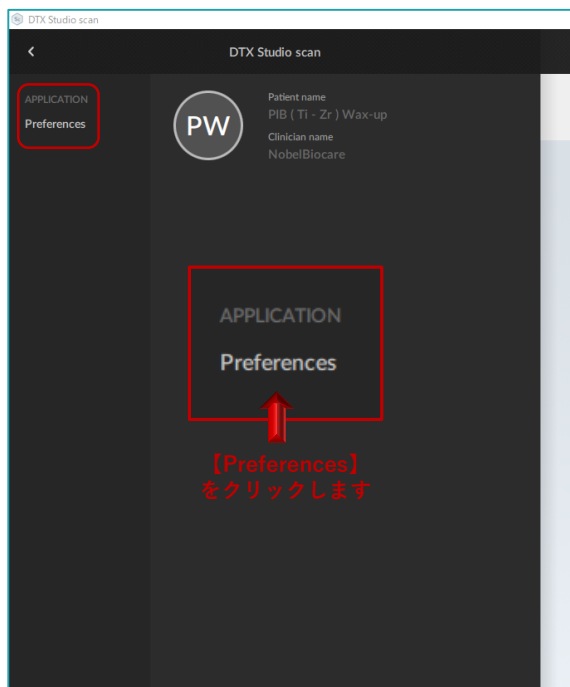 DTX Studio scan
DTX Studio scan
APPLICATION
Preferences
PW
Patient name
PIB ( Ti - Zr ) Wax-up
Clinician name
NobelBiocare
APPLICATION
Preferences
【Preferences】
をクリックします